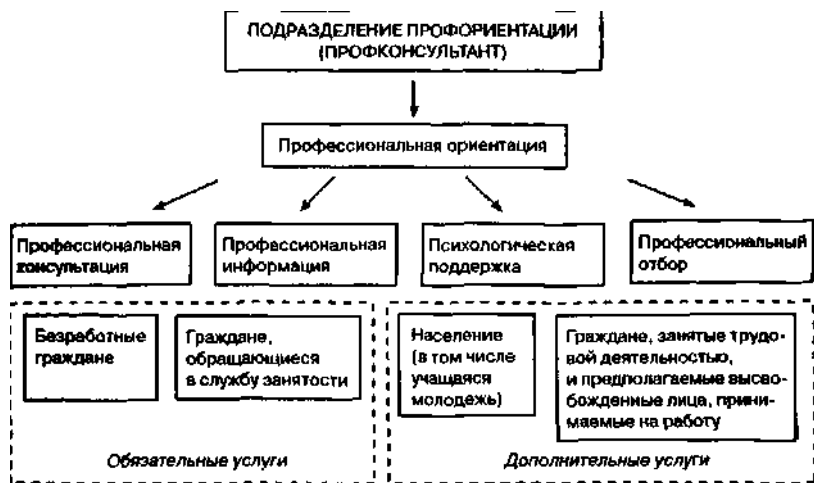 ПОДРАЗДЕЛЕНИЕ ПРОФОРИЕНТАЦИИ
(ПРОФКОНСУЛЬТАНТ)
Профессиональная ориентация
Профессиональная
консультация
Профессиональная
информация
Психологическая
поддержка
Профессиональный
отбор
Безработные
граждане
Граждане,
обращающиеся
в службу занятости
Население
(в том числе
учащаяся
молодежь)
Граждане, занятые трудо-
вой деятельностью,
и предполагаемые высво-
божденные лица, прини-
маемые на работу
Обязательные услуги
Дополнительные услуги